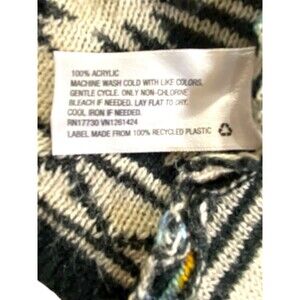 100% ACRYLIC
MACHINE WASH COLD WITH LIKE COLORS.
GENTLE CYCLE. ONLY NON-CHLORINE
BLEACH IF NEEDED. LAY FLAT TO DRY.
COOL IRON IF NEEDED.
RN17730 VN1261424
LABEL MADE FROM 100% RECYCLED PLASTIC